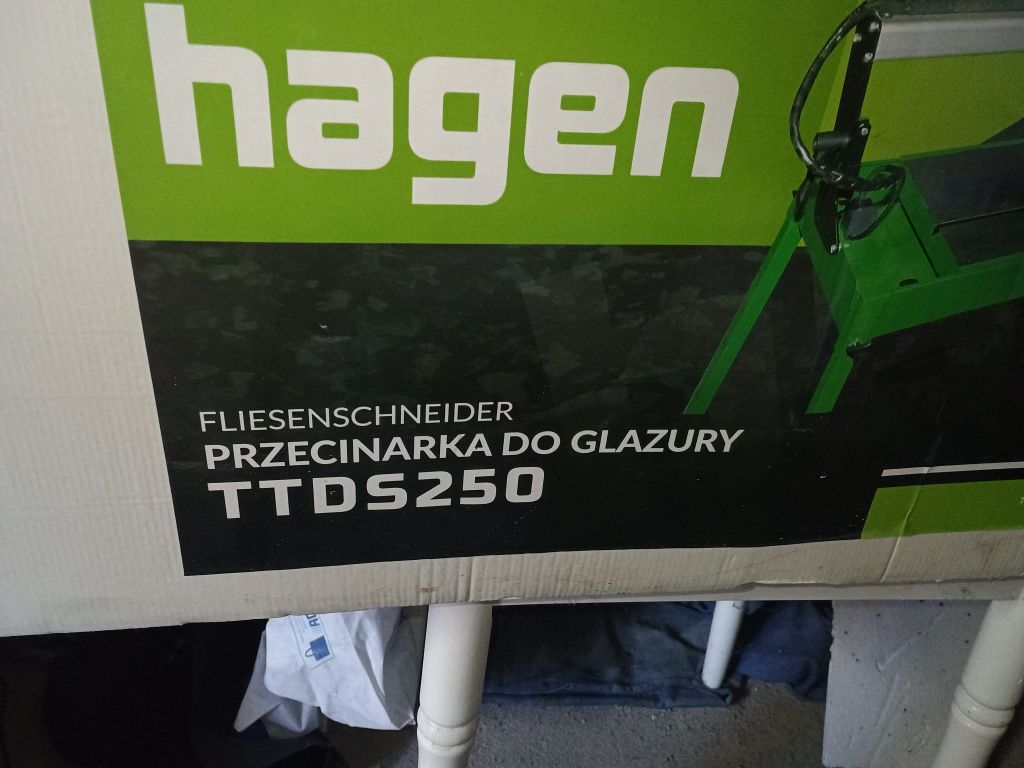 hagen
FLIESENSCHNEIDER
PRZECINARKA DO GLAZURY
TTDS250